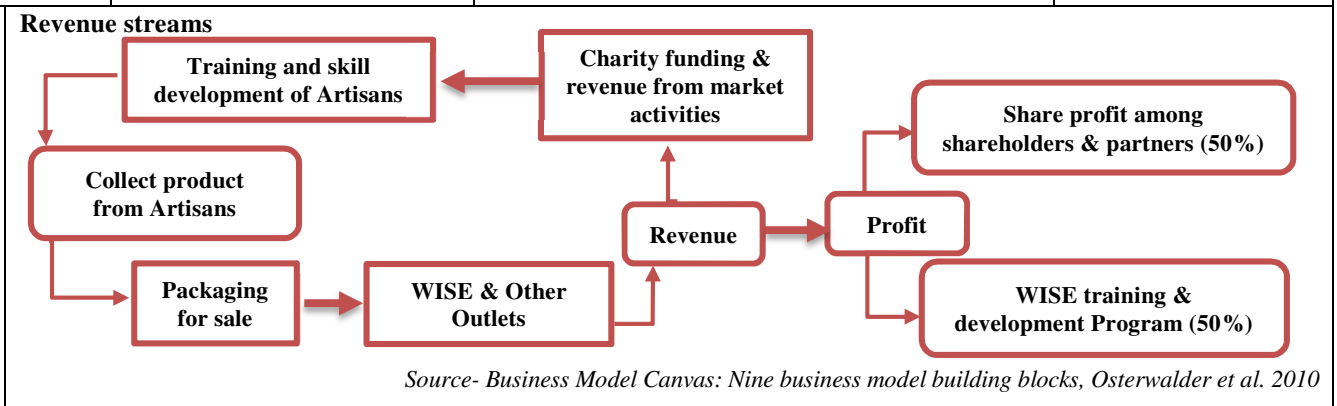 Revenue streams
Training and skill
development of Artisans
Charity funding &
revenue from market
activities
Share profit among
shareholders & partners (50%)
Collect product
from Artisans
Revenue
Profit
Packaging
for sale
WISE & Other
Outlets
WISE training &
development Program (50%)
Source- Business Model Canvas: Nine business model building blocks, Osterwalder et al. 2010